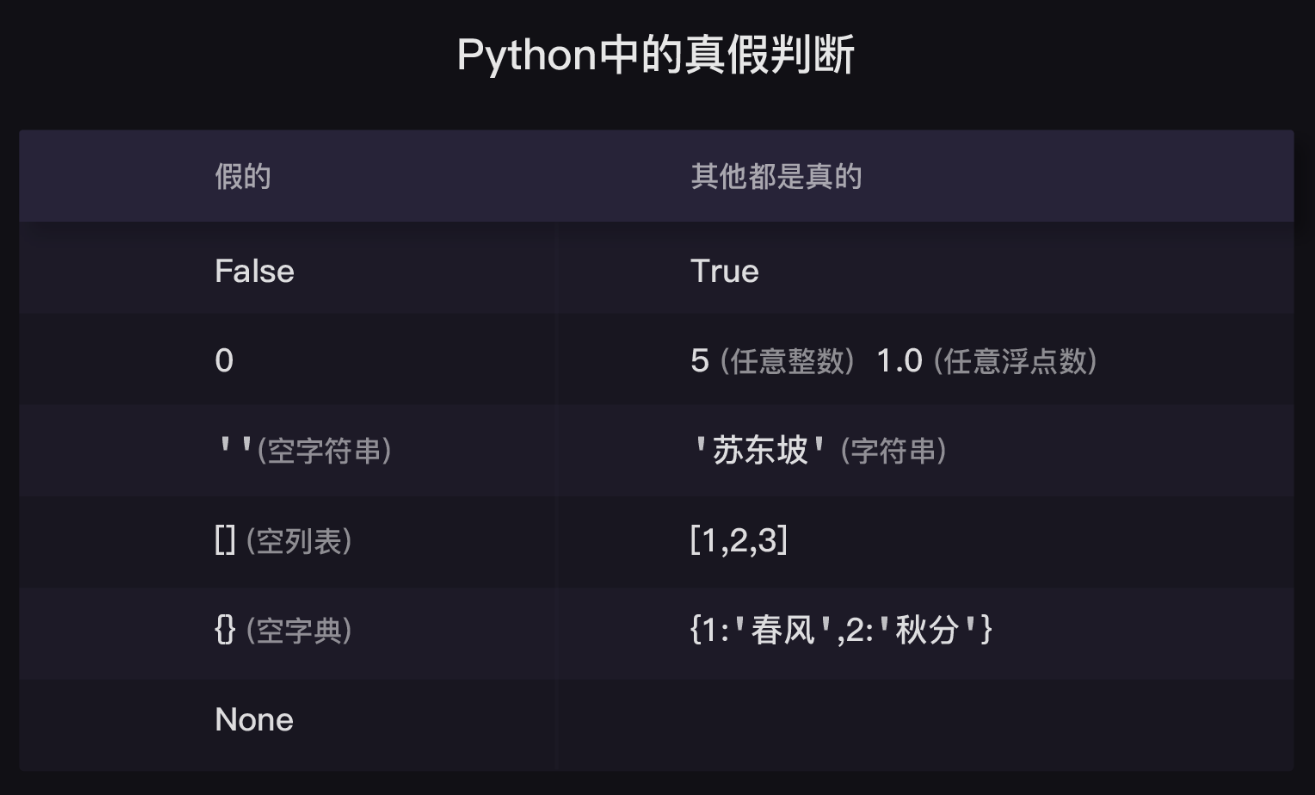 Python中的真假判断
假的 其他都是真的
False True
0 5 (任意整数) 1.0 (任意浮点数)
' '(空字符串) '苏东坡' (字符串)
[] (空列表) [1,2,3]
{} (空字典) {1:'春风',2:'秋分'}
None